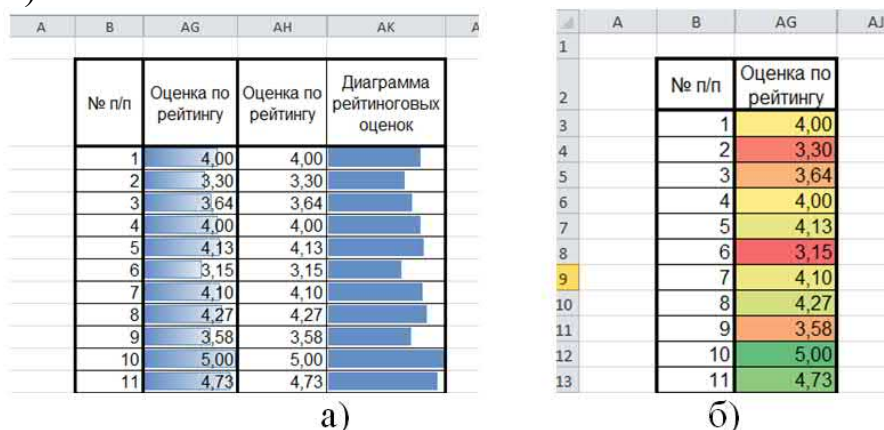 A B AG AH AK
№ п/п Оценка по рейтингу Оценка по рейтингу Диаграмма рейтиноговых оценок
1 4,00 4,00
2 3,30 3,30
3 3,64 3,64
4 4,00 4,00
5 4,13 4,13
6 3,15 3,15
7 4,10 4,10
8 4,27 4,27
9 3,58 3,58
10 5,00 5,00
11 4,73 4,73
а)
A B AG AJ
1
2 № п/п Оценка по рейтингу
3 1 4,00
4 2 3,30
5 3 3,64
6 4 4,00
7 5 4,13
8 6 3,15
9 7 4,10
10 8 4,27
11 9 3,58
12 10 5,00
13 11 4,73
б)